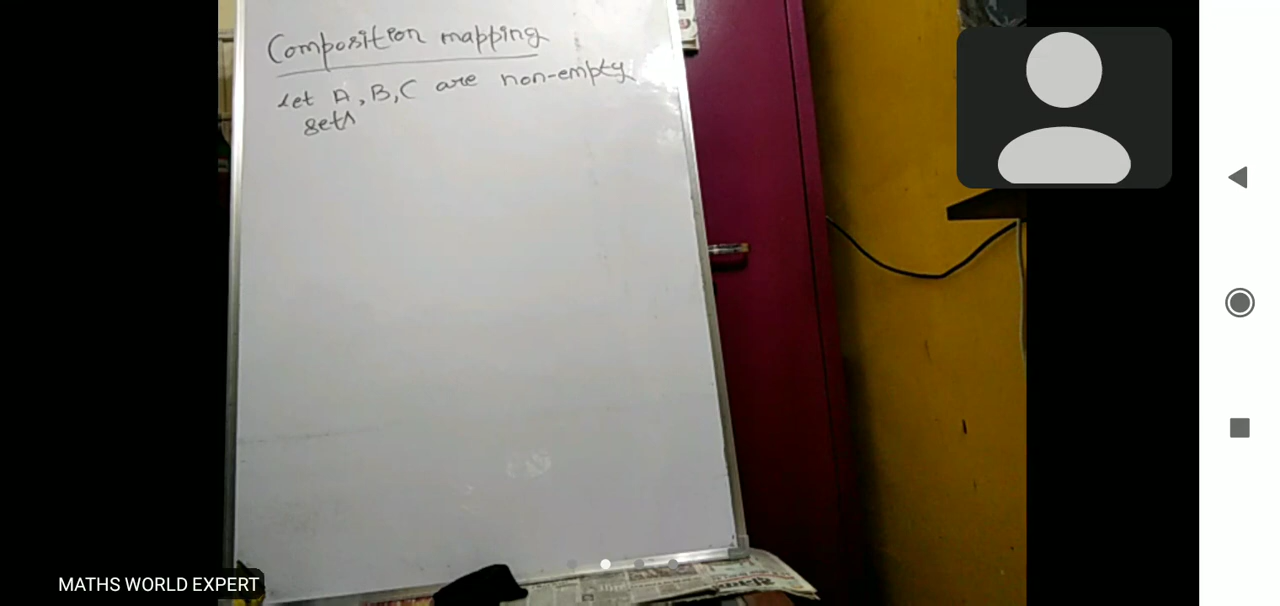 Composition mapping
Let A, B, C are non-empty
sets
MATHS WORLD EXPERT